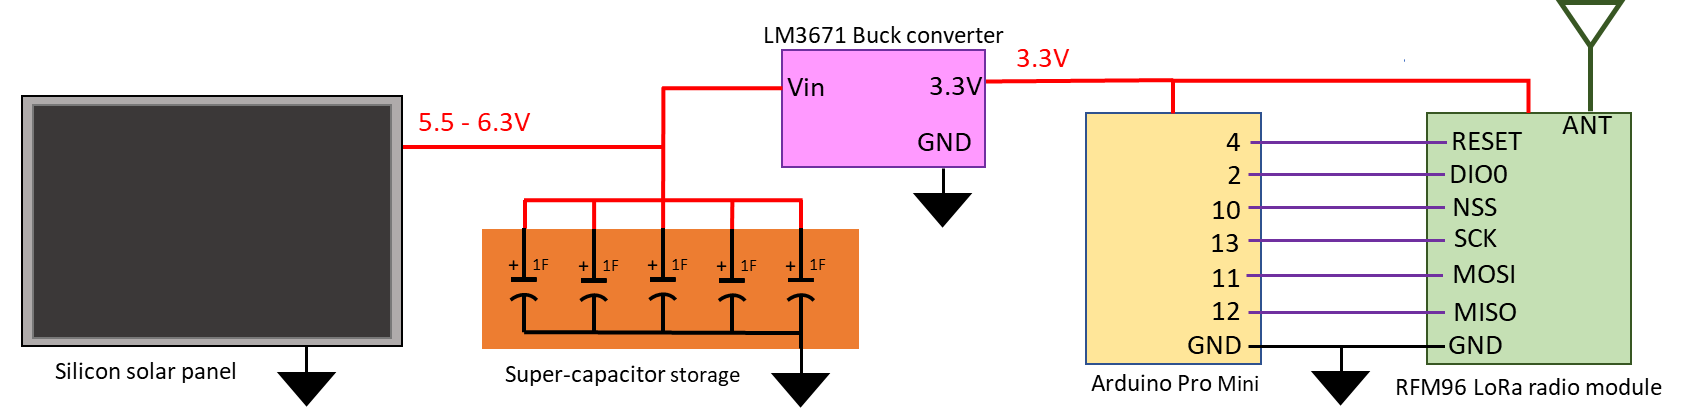 LM3671 Buck converter
3.3V
5.5 - 6.3V
Vin
3.3V
GND
ANT
4
RESET
2
DIO0
10
NSS
13
SCK
11
MOSI
12
MISO
GND
GND
+ 1F
+ 1F
+ 1F
+ 1F
+ 1F
Silicon solar panel
Super-capacitor storage
Arduino Pro Mini
RFM96 LoRa radio module